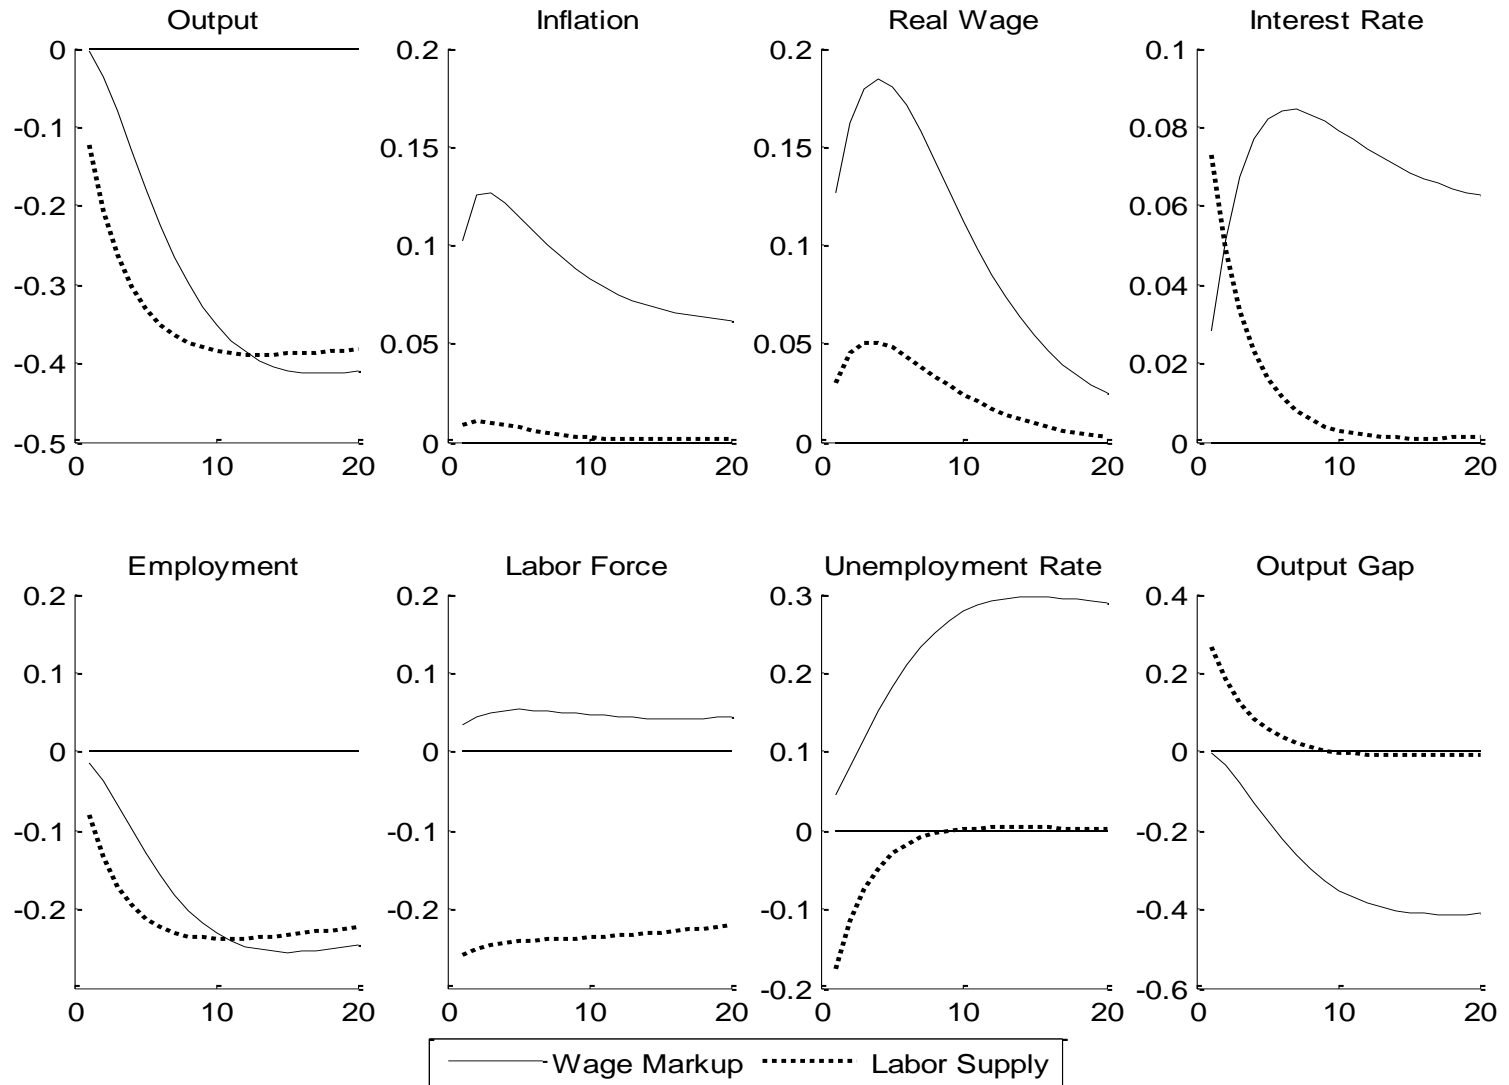 Output Inflation Real Wage Interest Rate
0 0.2 0.2 0.1
-0.1 0.15 0.15 0.08
-0.2 0.1 0.1 0.06
-0.3 0.05 0.05 0.04
-0.4 0.02
-0.5 0 0 0
0 10 20 0 10 20 0 10 20 0 10 20
Employment Labor Force Unemployment Rate Output Gap
0.2 0.2 0.3 0.4
0.1 0.1 0.2 0.2
0 0 0.1 0
-0.1 -0.1 0 -0.2
-0.2 -0.2 -0.1 -0.4
-0.2 -0.6
0 10 20 0 10 20 0 10 20 0 10 20
Wage Markup Labor Supply